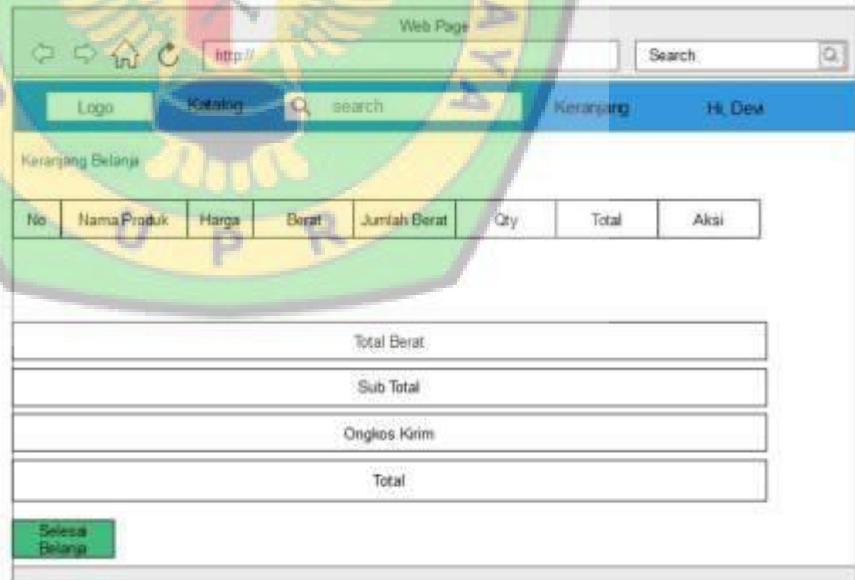 Web Page
http://
Search
Logo
Katalog
search
Keranjang
Hi, Devi
Keranjang Belanja
No
Nama Produk
Harga
Berat
Jumlah Berat
Qty
Total
Aksi
U P R
AYA
Total Berat
Sub Total
Ongkos Kirim
Total
Selesai
Belanja